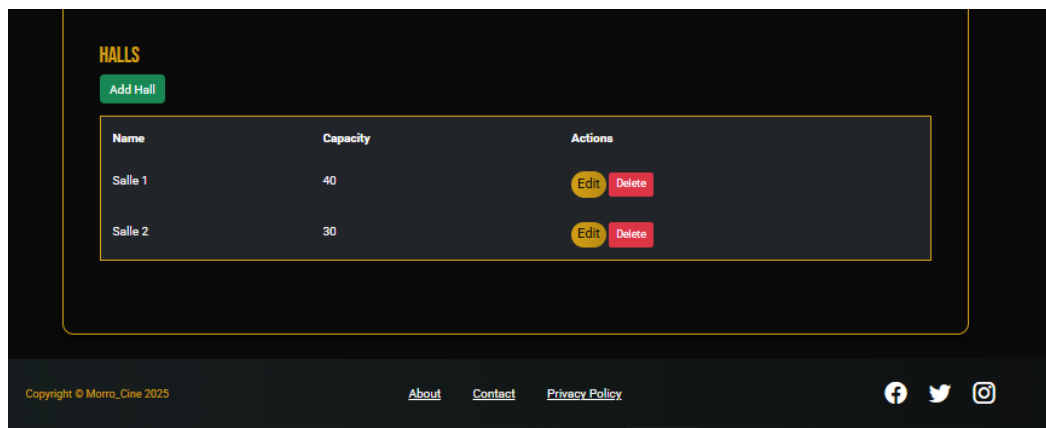 HALLS
Add Hall
Name Capacity Actions
Salle 1 40 Edit Delete
Salle 2 30 Edit Delete
Copyright © Morro_Cine 2025 About Contact Privacy Policy